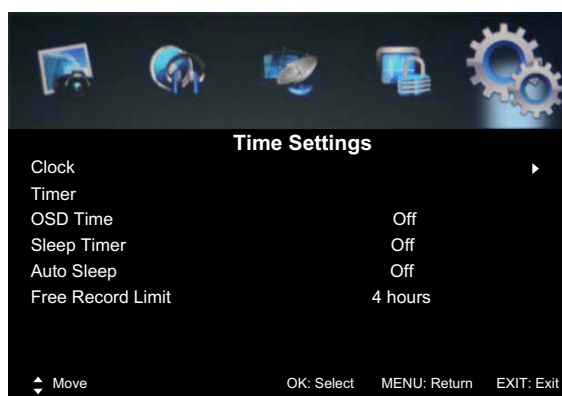 Time Settings
Clock
Timer
OSD Time Off
Sleep Timer Off
Auto Sleep Off
Free Record Limit 4 hours
Move OK: Select MENU: Return EXIT: Exit